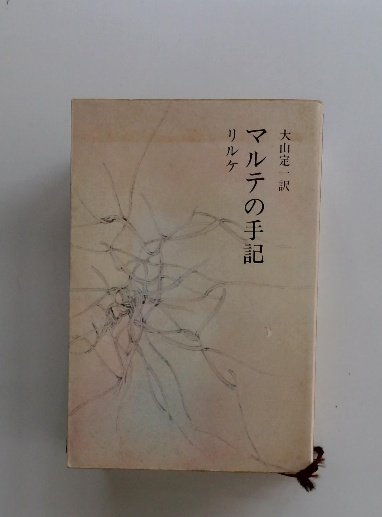 大山定一訳
マルテの手記
リルケ